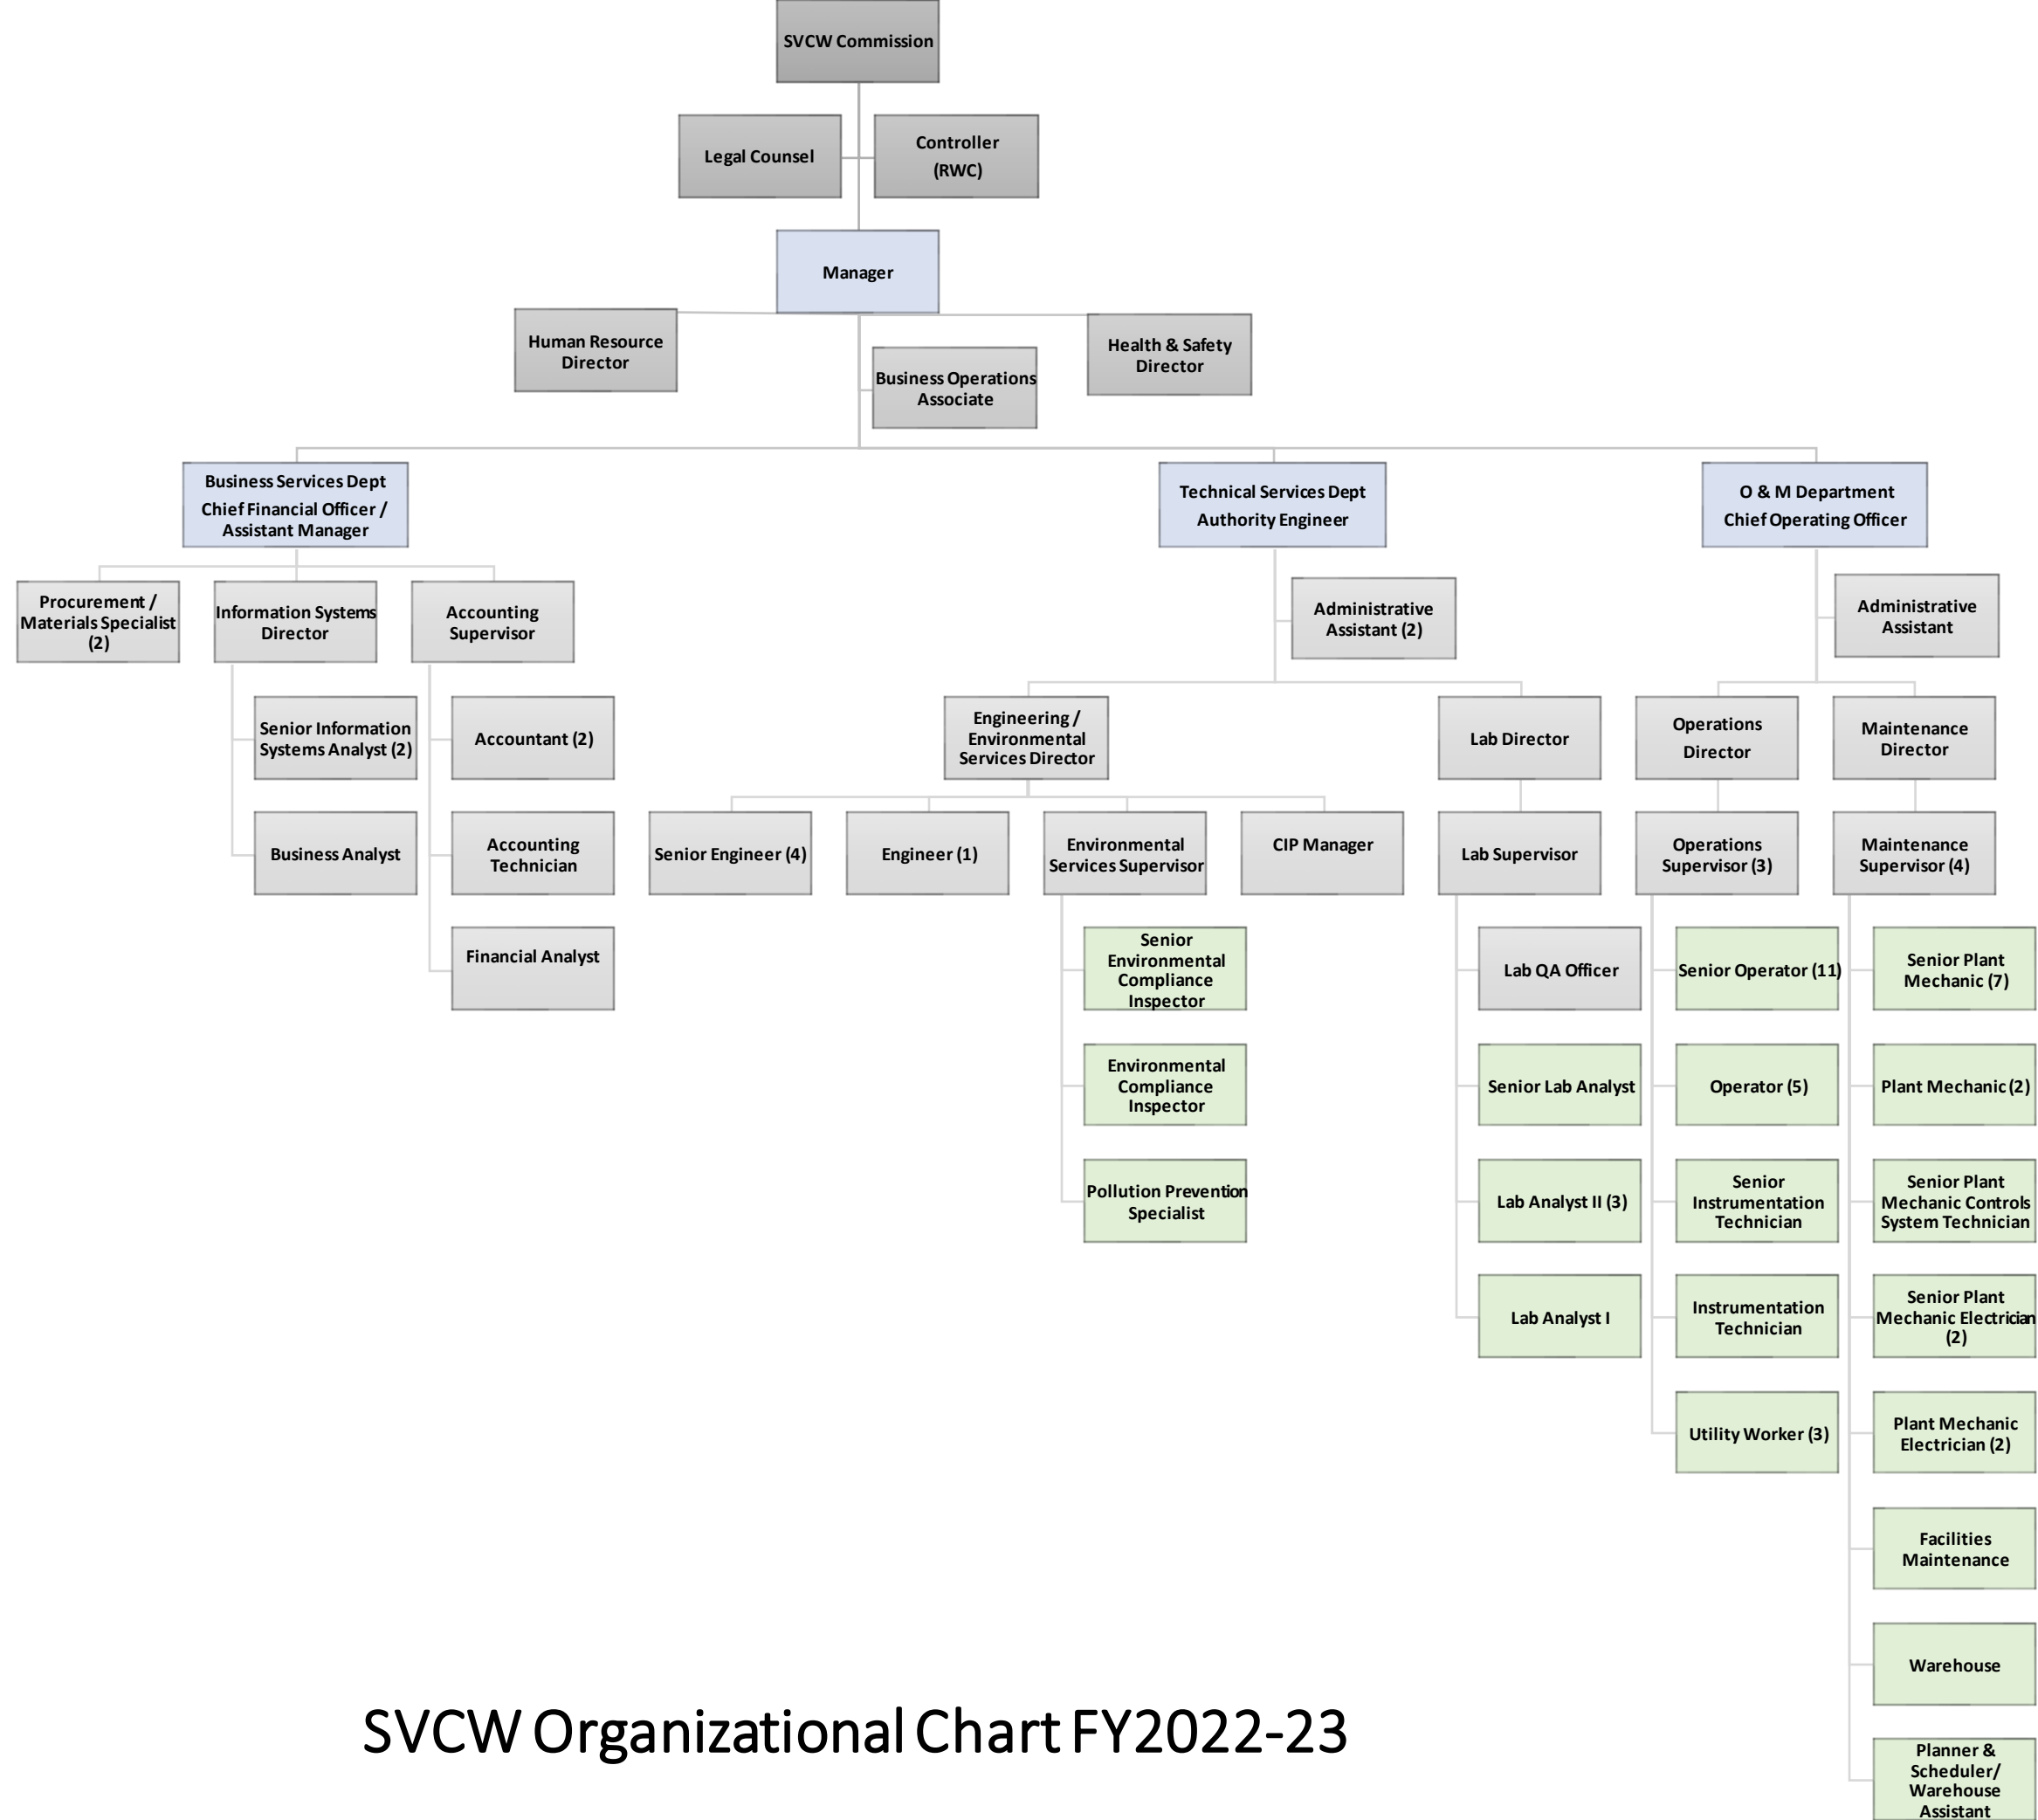 SVCW Commission
Legal Counsel
Controller
(RWC)
Manager
Human Resource
Director
Business Operations
Associate
Health & Safety
Director
Business Services Dept
Chief Financial Officer /
Assistant Manager
Technical Services Dept
Authority Engineer
O & M Department
Chief Operating Officer
Procurement /
Materials Specialist
(2)
Information Systems
Director
Accounting
Supervisor
Administrative
Assistant (2)
Administrative
Assistant
Senior Information
Systems Analyst (2)
Accountant (2)
Engineering /
Environmental
Services Director
Lab Director
Operations
Director
Maintenance
Director
Business Analyst
Accounting
Technician
Senior Engineer (4)
Engineer (1)
Environmental
Services Supervisor
CIP Manager
Lab Supervisor
Operations
Supervisor (3)
Maintenance
Supervisor (4)
Financial Analyst
Senior
Environmental
Compliance
Inspector
Lab QA Officer
Senior Operator (11)
Senior Plant
Mechanic (7)
Environmental
Compliance
Inspector
Senior Lab Analyst
Operator (5)
Plant Mechanic (2)
Pollution Prevention
Specialist
Lab Analyst II (3)
Senior
Instrumentation
Technician
Senior Plant
Mechanic Controls
System Technician
Lab Analyst I
Instrumentation
Technician
Senior Plant
Mechanic Electrician
(2)
Utility Worker (3)
Plant Mechanic
Electrician (2)
Facilities
Maintenance
Warehouse
SVCW Organizational Chart FY2022-23
Planner &
Scheduler/
Warehouse
Assistant